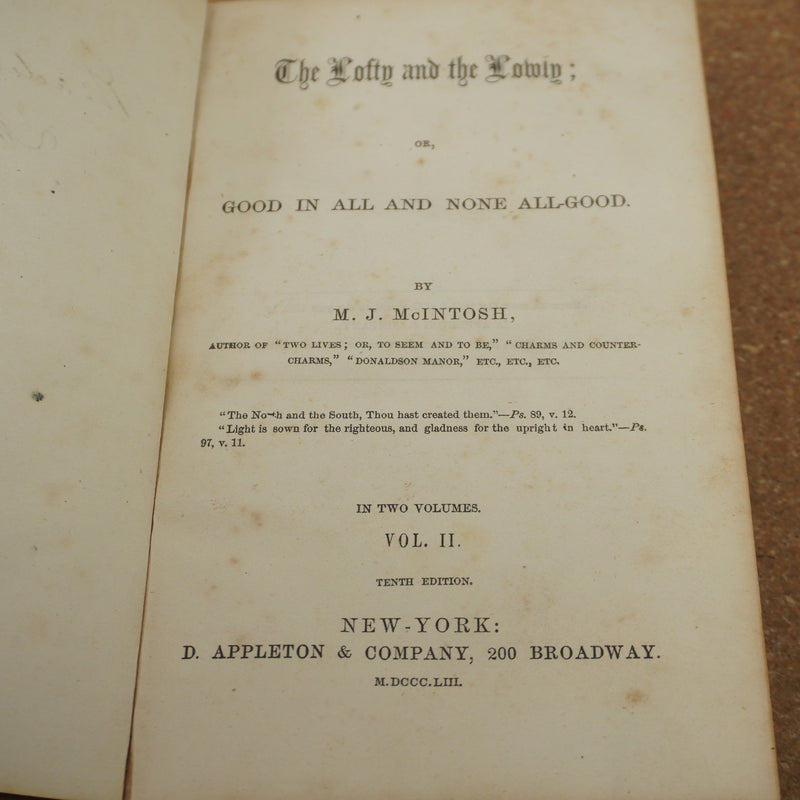 The Lofty and the Lowly;
OR,
GOOD IN ALL AND NONE ALL-GOOD.
BY
M. J. McINTOSH,
AUTHOR OF "TWO LIVES; OR, TO SEEM AND TO BE," "CHARMS AND COUNTER-
CHARMS," "DONALDSON MANOR," ETC., ETC., ETC.
"The North and the South, Thou hast created them."—Ps. 89, v. 12.
"Light is sown for the righteous, and gladness for the upright in heart."—Ps.
97, v. 11.
IN TWO VOLUMES.
VOL. II.
TENTH EDITION.
NEW-YORK:
D. APPLETON & COMPANY, 200 BROADWAY.
M.DCCC.LIII.